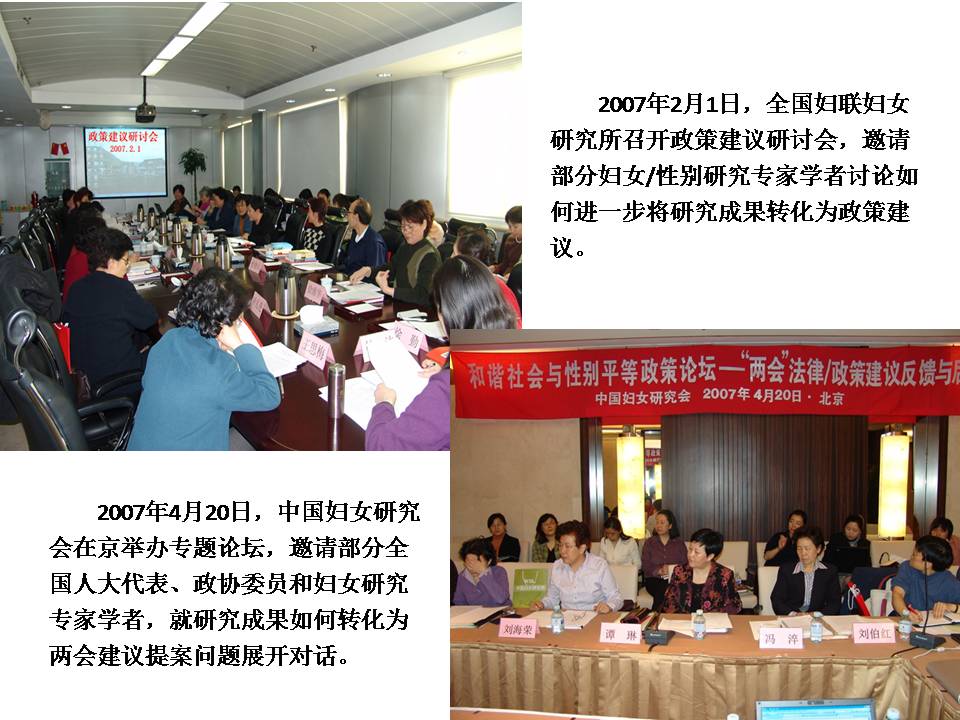 政策建议研讨会
2007.2.1
王思梅
2007年2月1日，全国妇联妇女
研究所召开政策建议研讨会，邀请
部分妇女/性别研究专家学者讨论如
何进一步将研究成果转化为政策建
议。
和谐社会与性别平等政策论坛——“两会”法律/政策建议反馈与
中国妇女研究会 2007年4月20日·北京
刘海荣
谭琳
冯淬
刘伯红
2007年4月20日，中国妇女研究
会在京举办专题论坛，邀请部分全
国人大代表、政协委员和妇女研究
专家学者，就研究成果如何转化为
两会建议提案问题展开对话。